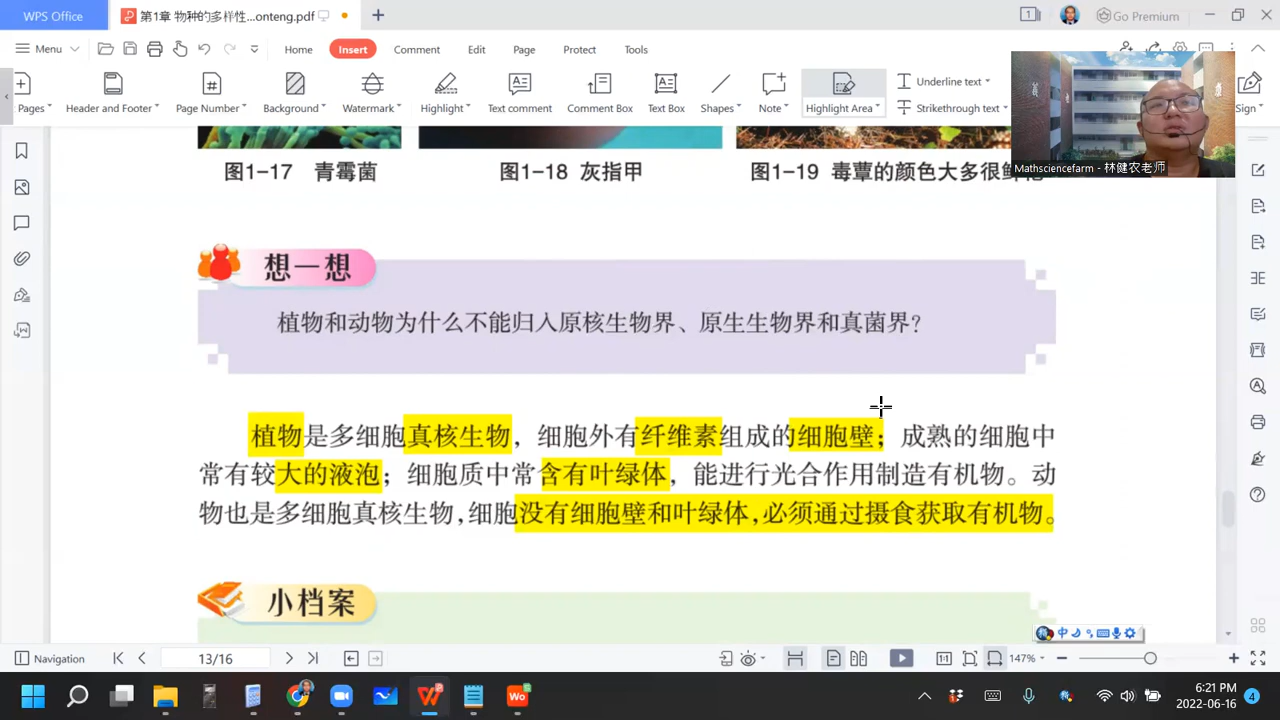 WPS Office
第1章 物种的多样性...onteng.pdf
1
Go Premium
Menu
Home
Insert
Comment
Edit
Page
Protect
Tools
Pages
Header and Footer
Page Number
Background
Watermark
Highlight
Text comment
Comment Box
Text Box
Shapes
Note
Highlight Area
Underline text
Strikethrough text
Sign
Mathsciencefarm - 林健农老师
图1-17 青霉菌
图1-18 灰指甲
图1-19 毒蕈的颜色大多很鲜艳
想一想
植物和动物为什么不能归入原核生物界、原生生物界和真菌界?
植物是多细胞真核生物，细胞外有纤维素组成的细胞壁；成熟的细胞中
常有较大的液泡；细胞质中常含有叶绿体，能进行光合作用制造有机物。动
物也是多细胞真核生物，细胞没有细胞壁和叶绿体，必须通过摄食获取有机物。
小档案
中
Navigation
13/16
1:1
147%
6:21 PM
2022-06-16
4